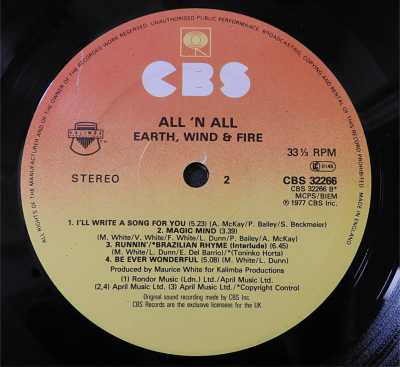 ALL RIGHTS OF THE MANUFACTURER AND OF THE OWNER OF THE RECORDED WORK RESERVED. UNAUTHORISED PUBLIC PERFORMANCE, BROADCASTING, COPYING AND RENTAL OF THIS RECORD PROHIBITED. MADE IN ENGLAND
CBS
ALL 'N ALL
EARTH, WIND & FIRE
KALIMBA
33⅓ RPM
STEREO
2
CBS 32266
CBS 32266 B*
MCPS/BIEM
℗ 1977 CBS Inc.
1. I'LL WRITE A SONG FOR YOU (5.23) (A. McKay/P. Bailey/S. Beckmeier)
2. MAGIC MIND (3.39)
(M. White/V. White/F. White/L. Dunn/P. Bailey/A. McKay)
3. RUNNIN'/*BRAZILIAN RHYME (Interlude) (6.45)
(M. White/L. Dunn/E. Del Barrio)/*(Toninko Horta)
4. BE EVER WONDERFUL (5.08) (M. White/L. Dunn)
Produced by Maurice White for Kalimba Productions
(1) Rondor Music (Ldn.) Ltd./April Music Ltd.
(2,4) April Music Ltd. (3) April Music Ltd./*Copyright Control
Original sound recording made by CBS Inc.
CBS Records are the exclusive licensees for the UK